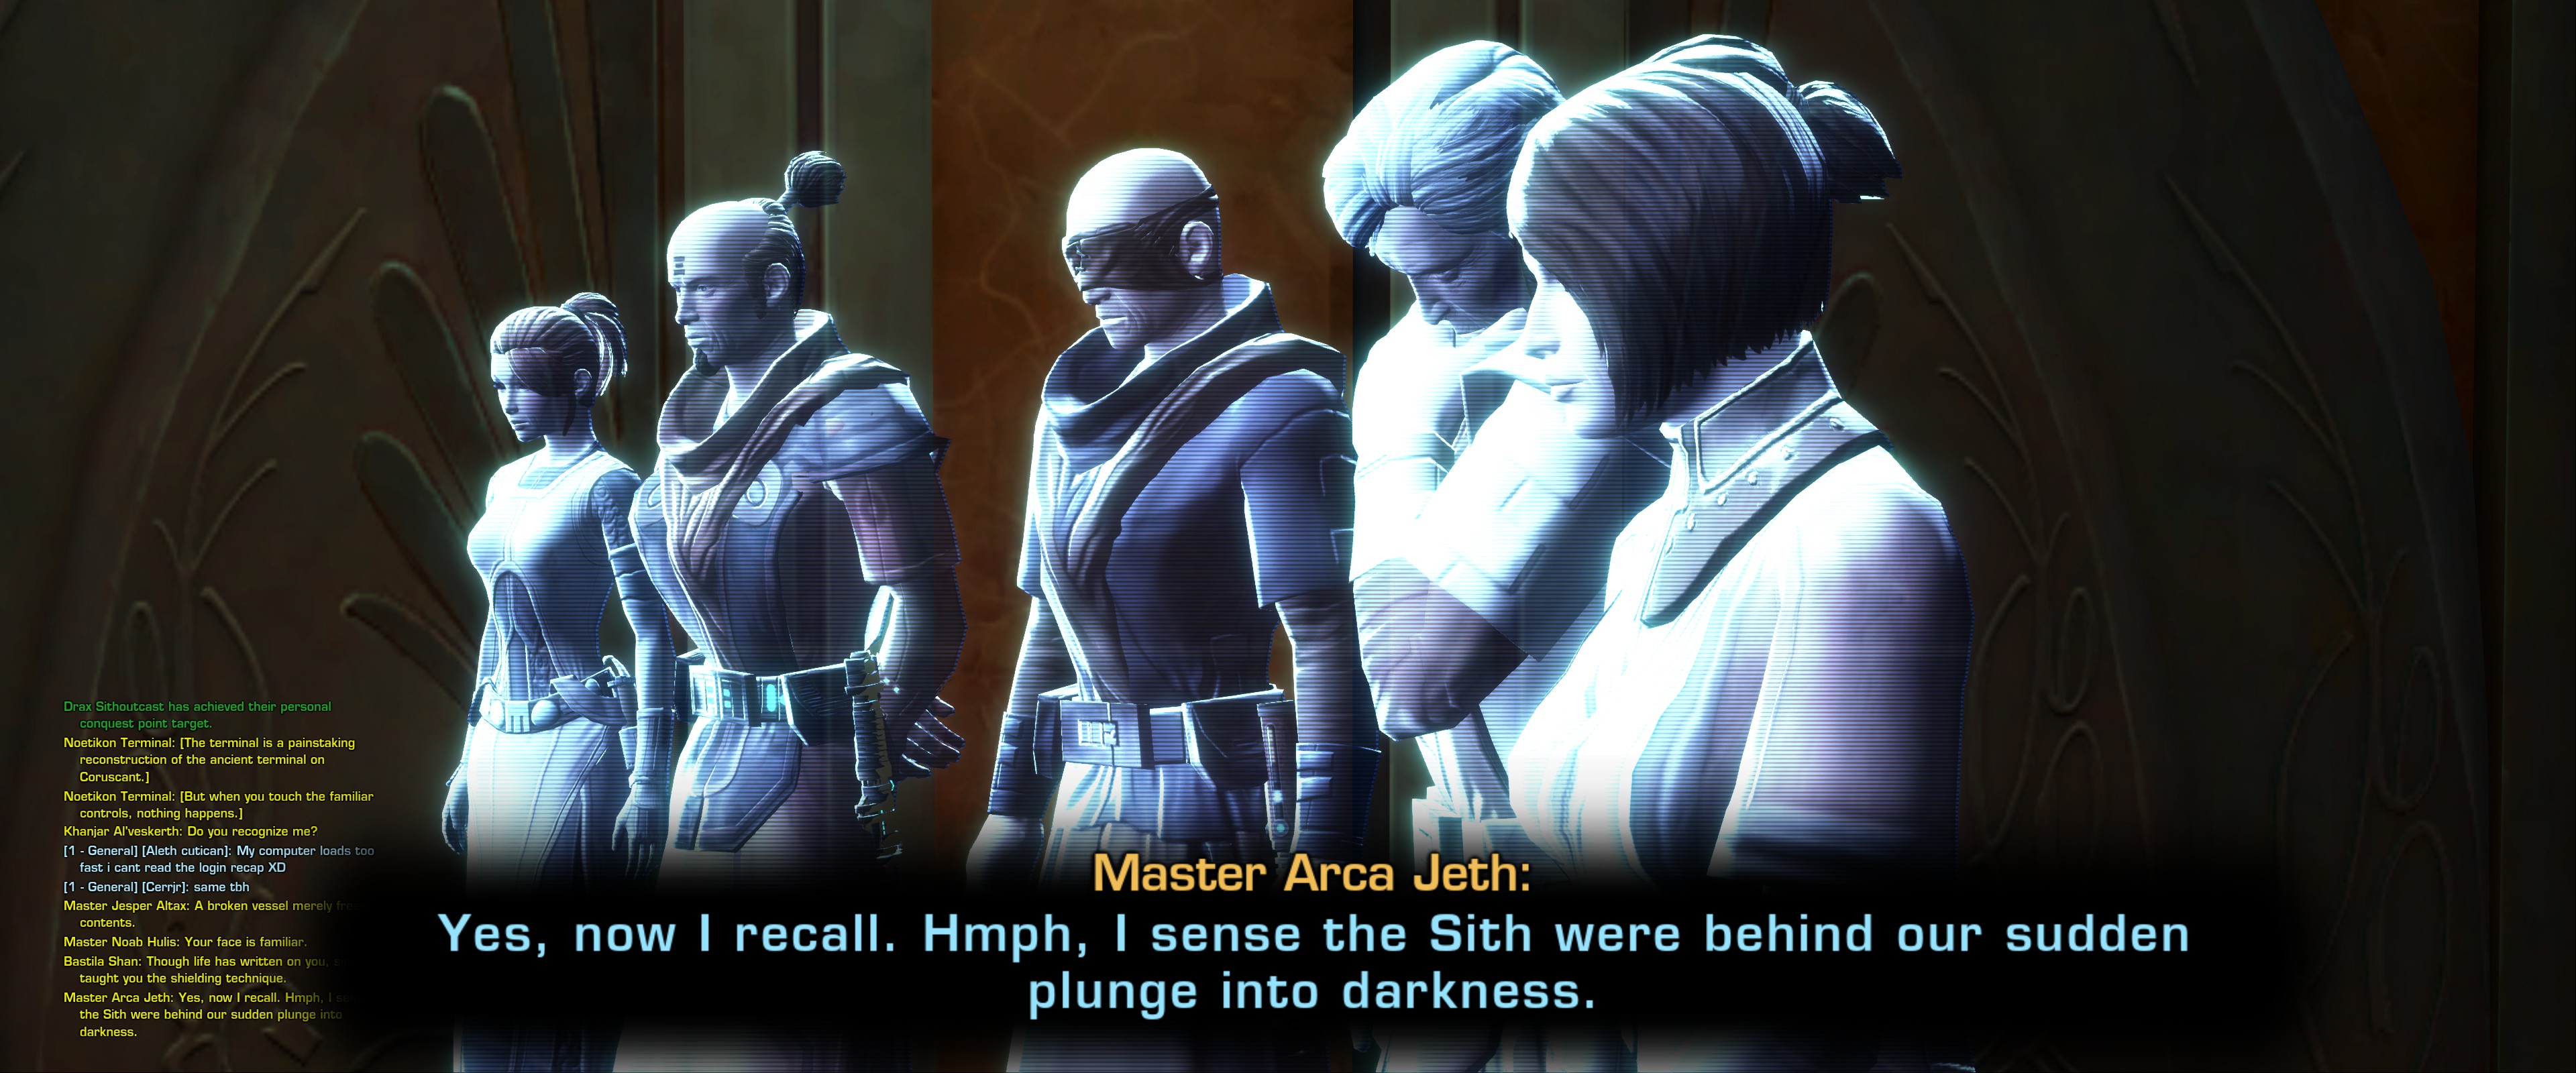 Drax Sithoutcast has achieved their personal
conquest point target.
Noetikon Terminal: [The terminal is a painstaking
reconstruction of the ancient terminal on
Coruscant.]
Noetikon Terminal: [But when you touch the familiar
controls, nothing happens.]
Khanjar Al'veskerth: Do you recognize me?
[1 - General] [Aleth cutican]: My computer loads too
fast i cant read the login recap XD
[1 - General] [Cerrjr]: same tbh
Master Jesper Altax: A broken vessel merely
contents.
Master Noab Hulis: Your face is familiar.
Bastila Shan: Though life has written on you,
taught you the shielding technique.
Master Arca Jeth: Yes, now I recall. Hmph, I
the Sith were behind our sudden plunge into
darkness.
Master Arca Jeth:
Yes, now I recall. Hmph, I sense the Sith were behind our sudden
plunge into darkness.